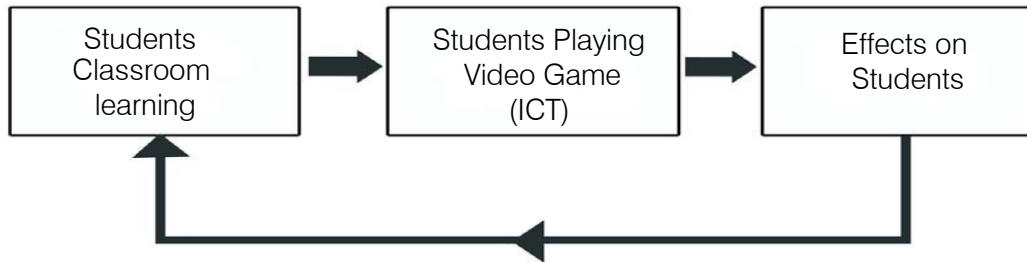 Students
Classroom
learning
Students Playing
Video Game
(ICT)
Effects on
Students